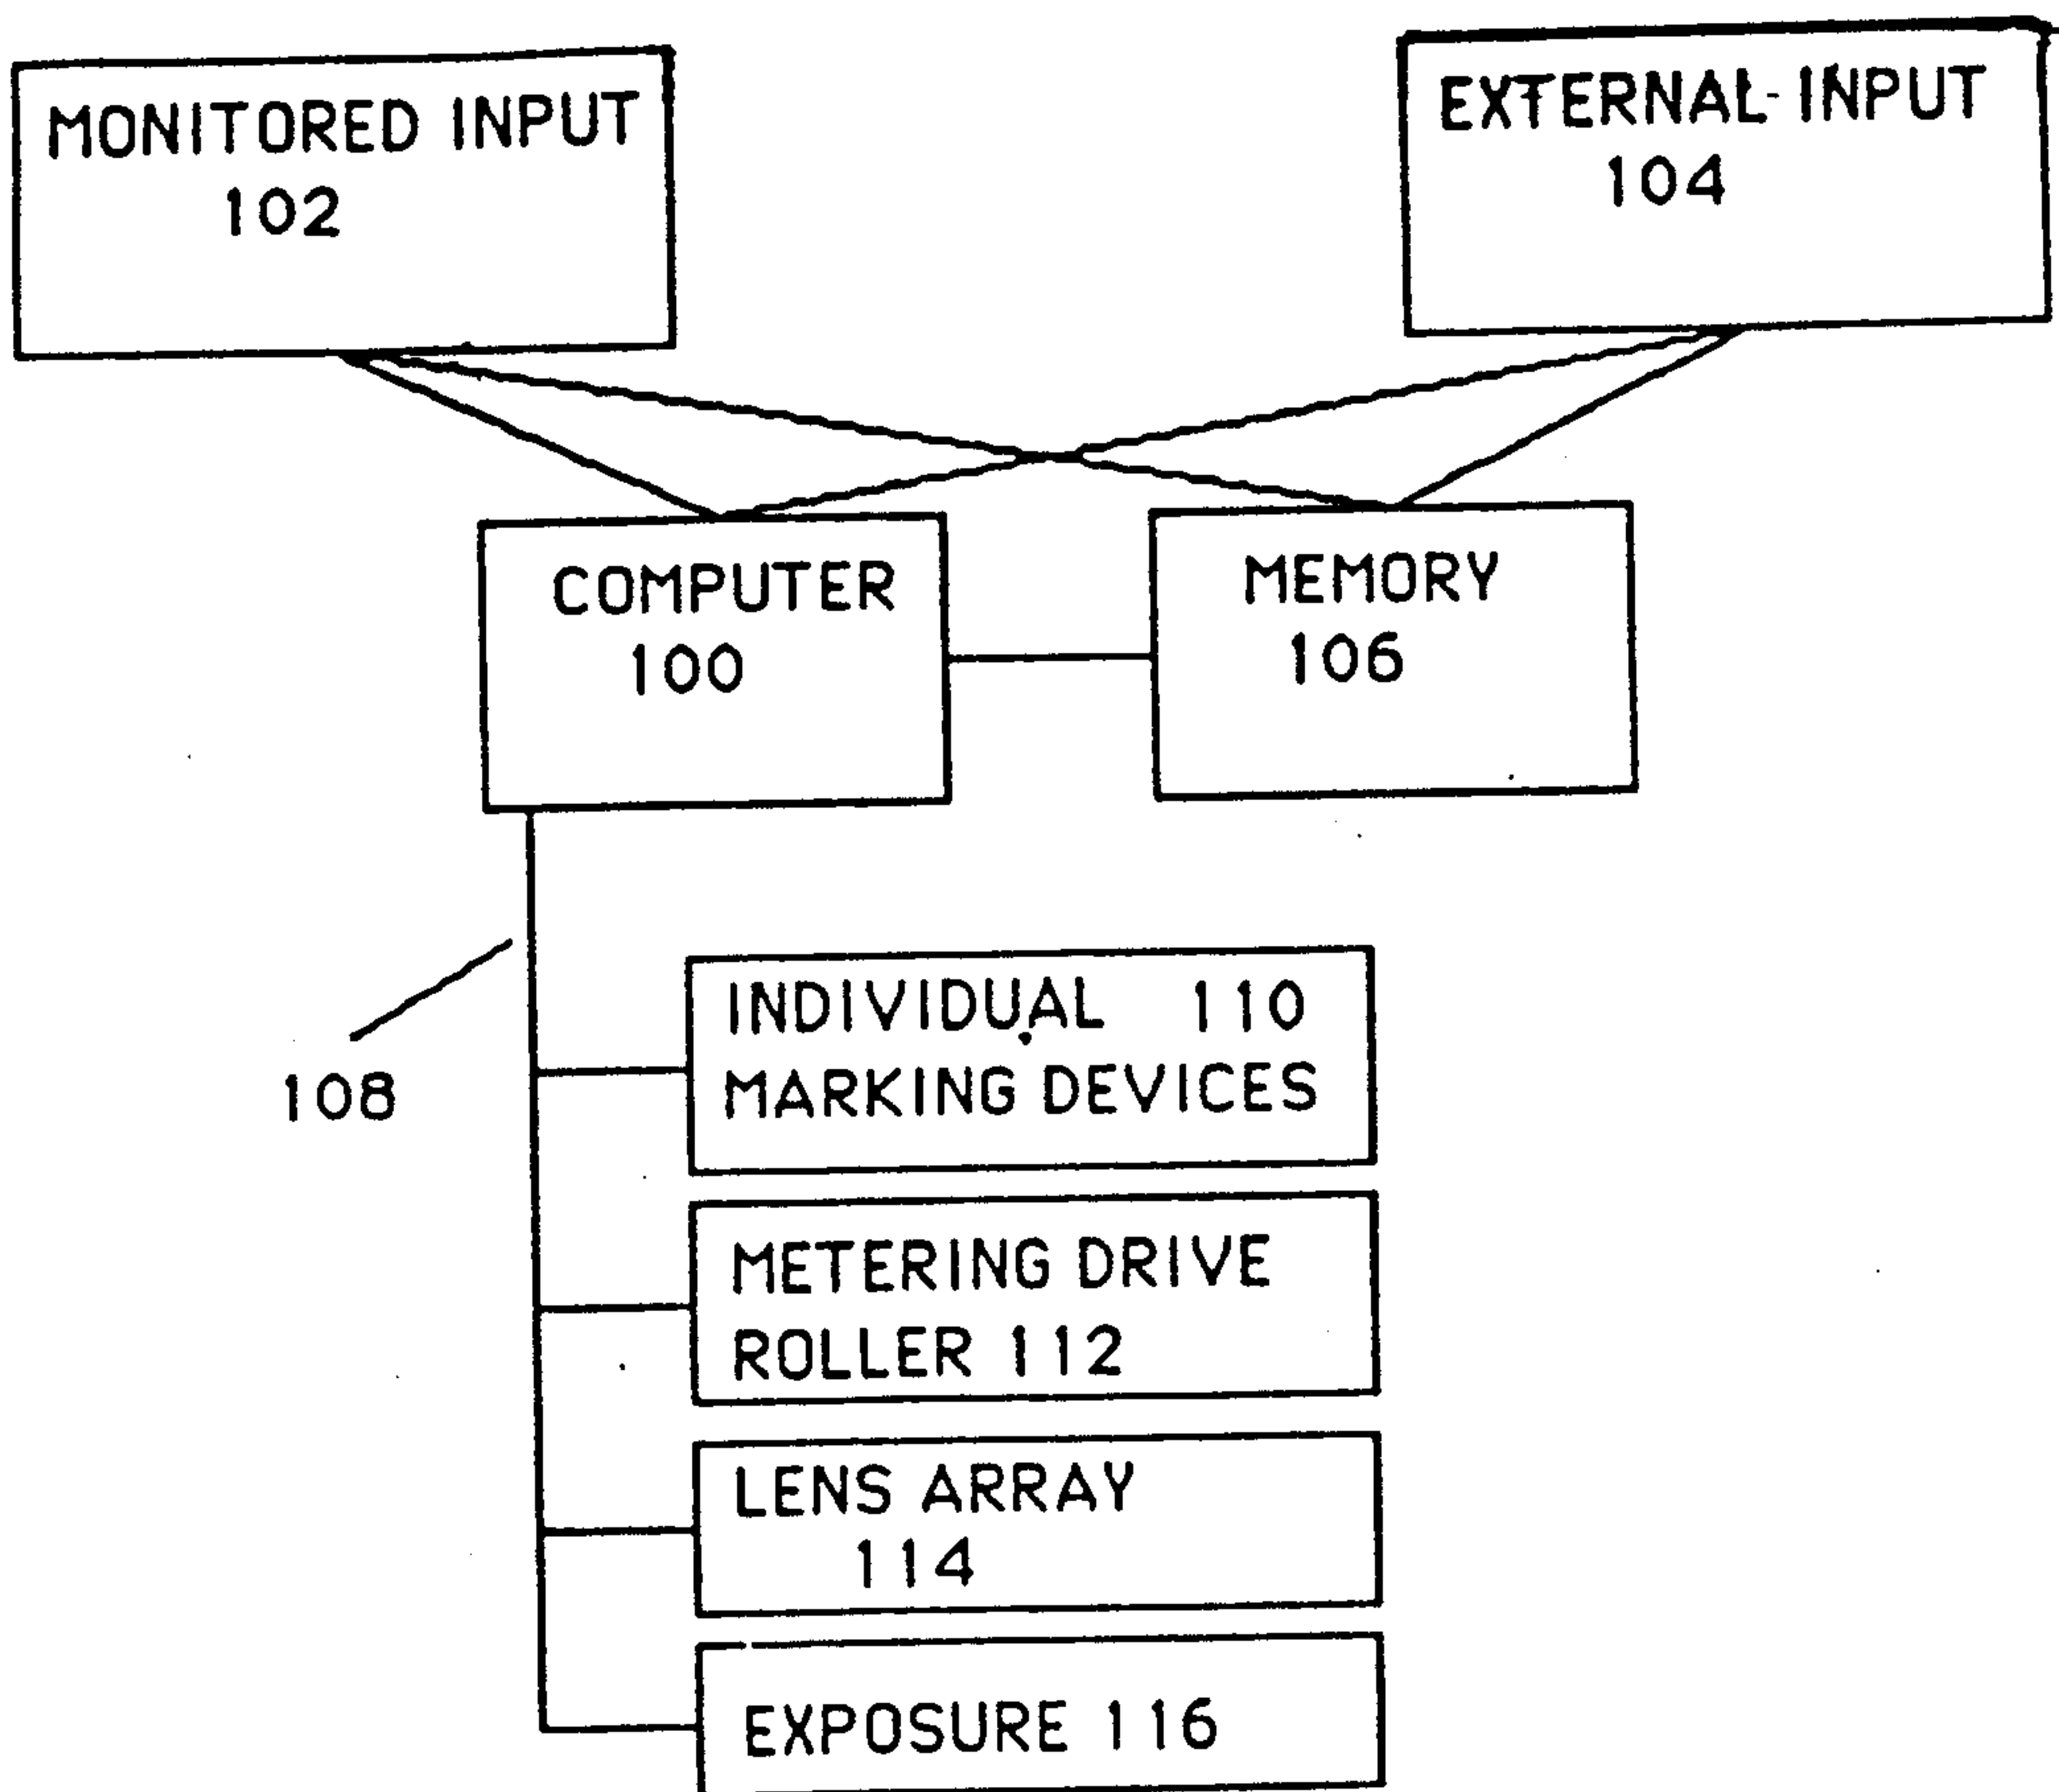 MONITORED INPUT
102
EXTERNAL-INPUT
104
COMPUTER
100
MEMORY
106
108
INDIVIDUAL 110
MARKING DEVICES
METERING DRIVE
ROLLER 112
LENS ARRAY
114
EXPOSURE 116